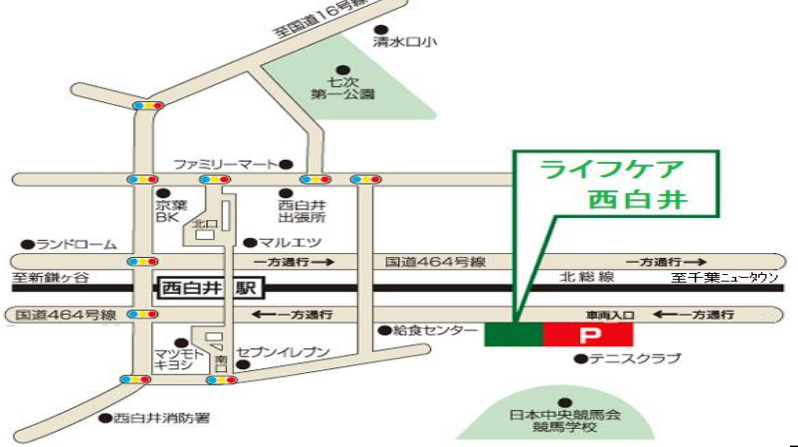 至国道16号線
清水口小
七次
第一公園
ファミリーマート
ライフケア
西白井
京葉
BK
北口
西白井
出張所
ランドローム
マルエツ
一方通行→
国道464号線
一方通行→
至新鎌ヶ谷
西白井駅
北総線
至千葉ニュータウン
国道464号線
←一方通行
車両入口
←一方通行
給食センター
P
マツモト
キヨシ
南口
セブンイレブン
テニスクラブ
西白井消防署
日本中央競馬会
競馬学校